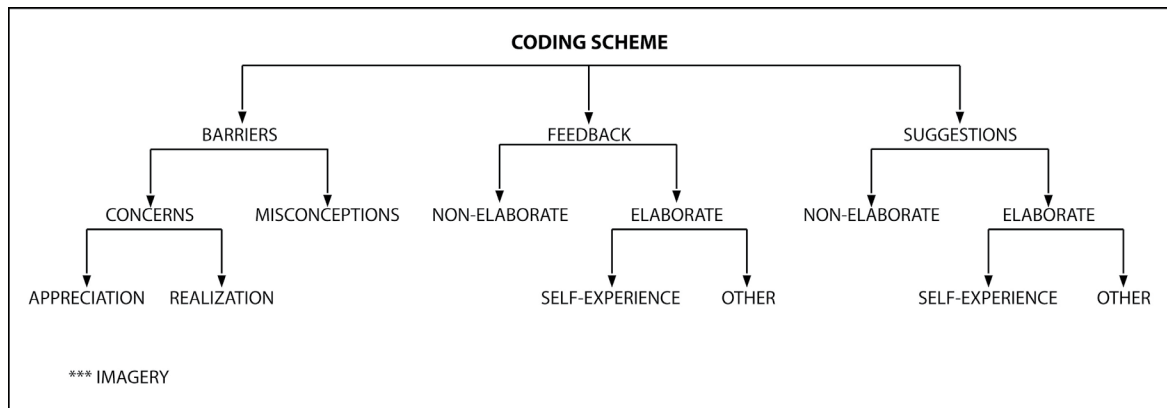 CODING SCHEME
BARRIERS FEEDBACK SUGGESTIONS
CONCERNS MISCONCEPTIONS NON-ELABORATE ELABORATE NON-ELABORATE ELABORATE
APPRECIATION REALIZATION SELF-EXPERIENCE OTHER SELF-EXPERIENCE OTHER
*** IMAGERY